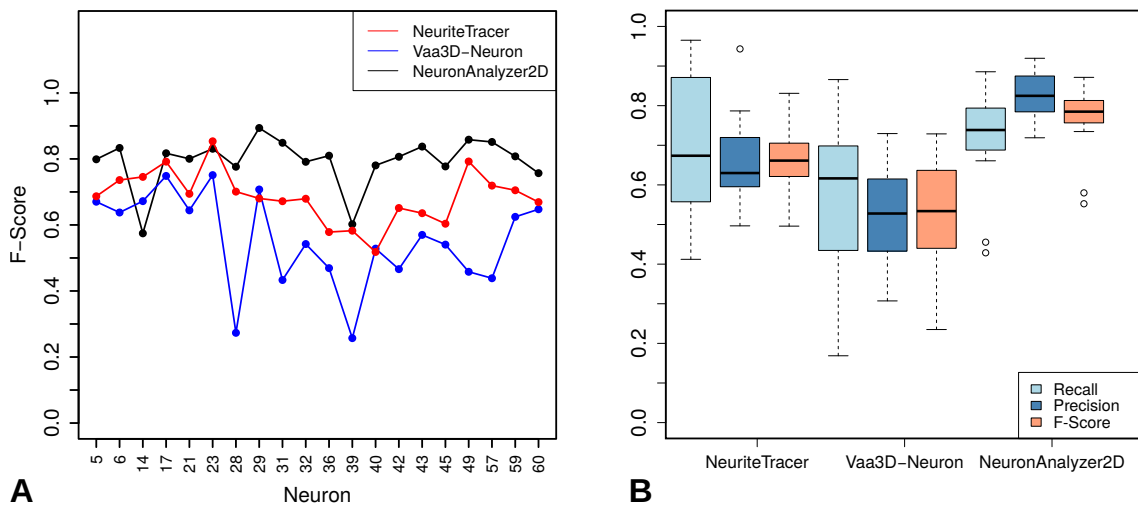 NeuriteTracer
Vaa3D−Neuron
NeuronAnalyzer2D
F−Score
1.0
0.8
0.6
0.4
0.2
0.0
5 6 14 17 21 23 28 29 31 32 36 39 40 42 43 45 49 57 59 60
Neuron
A
1.0
0.8
0.6
0.4
0.2
0.0
Recall
Precision
F−Score
NeuriteTracer Vaa3D−Neuron NeuronAnalyzer2D
B